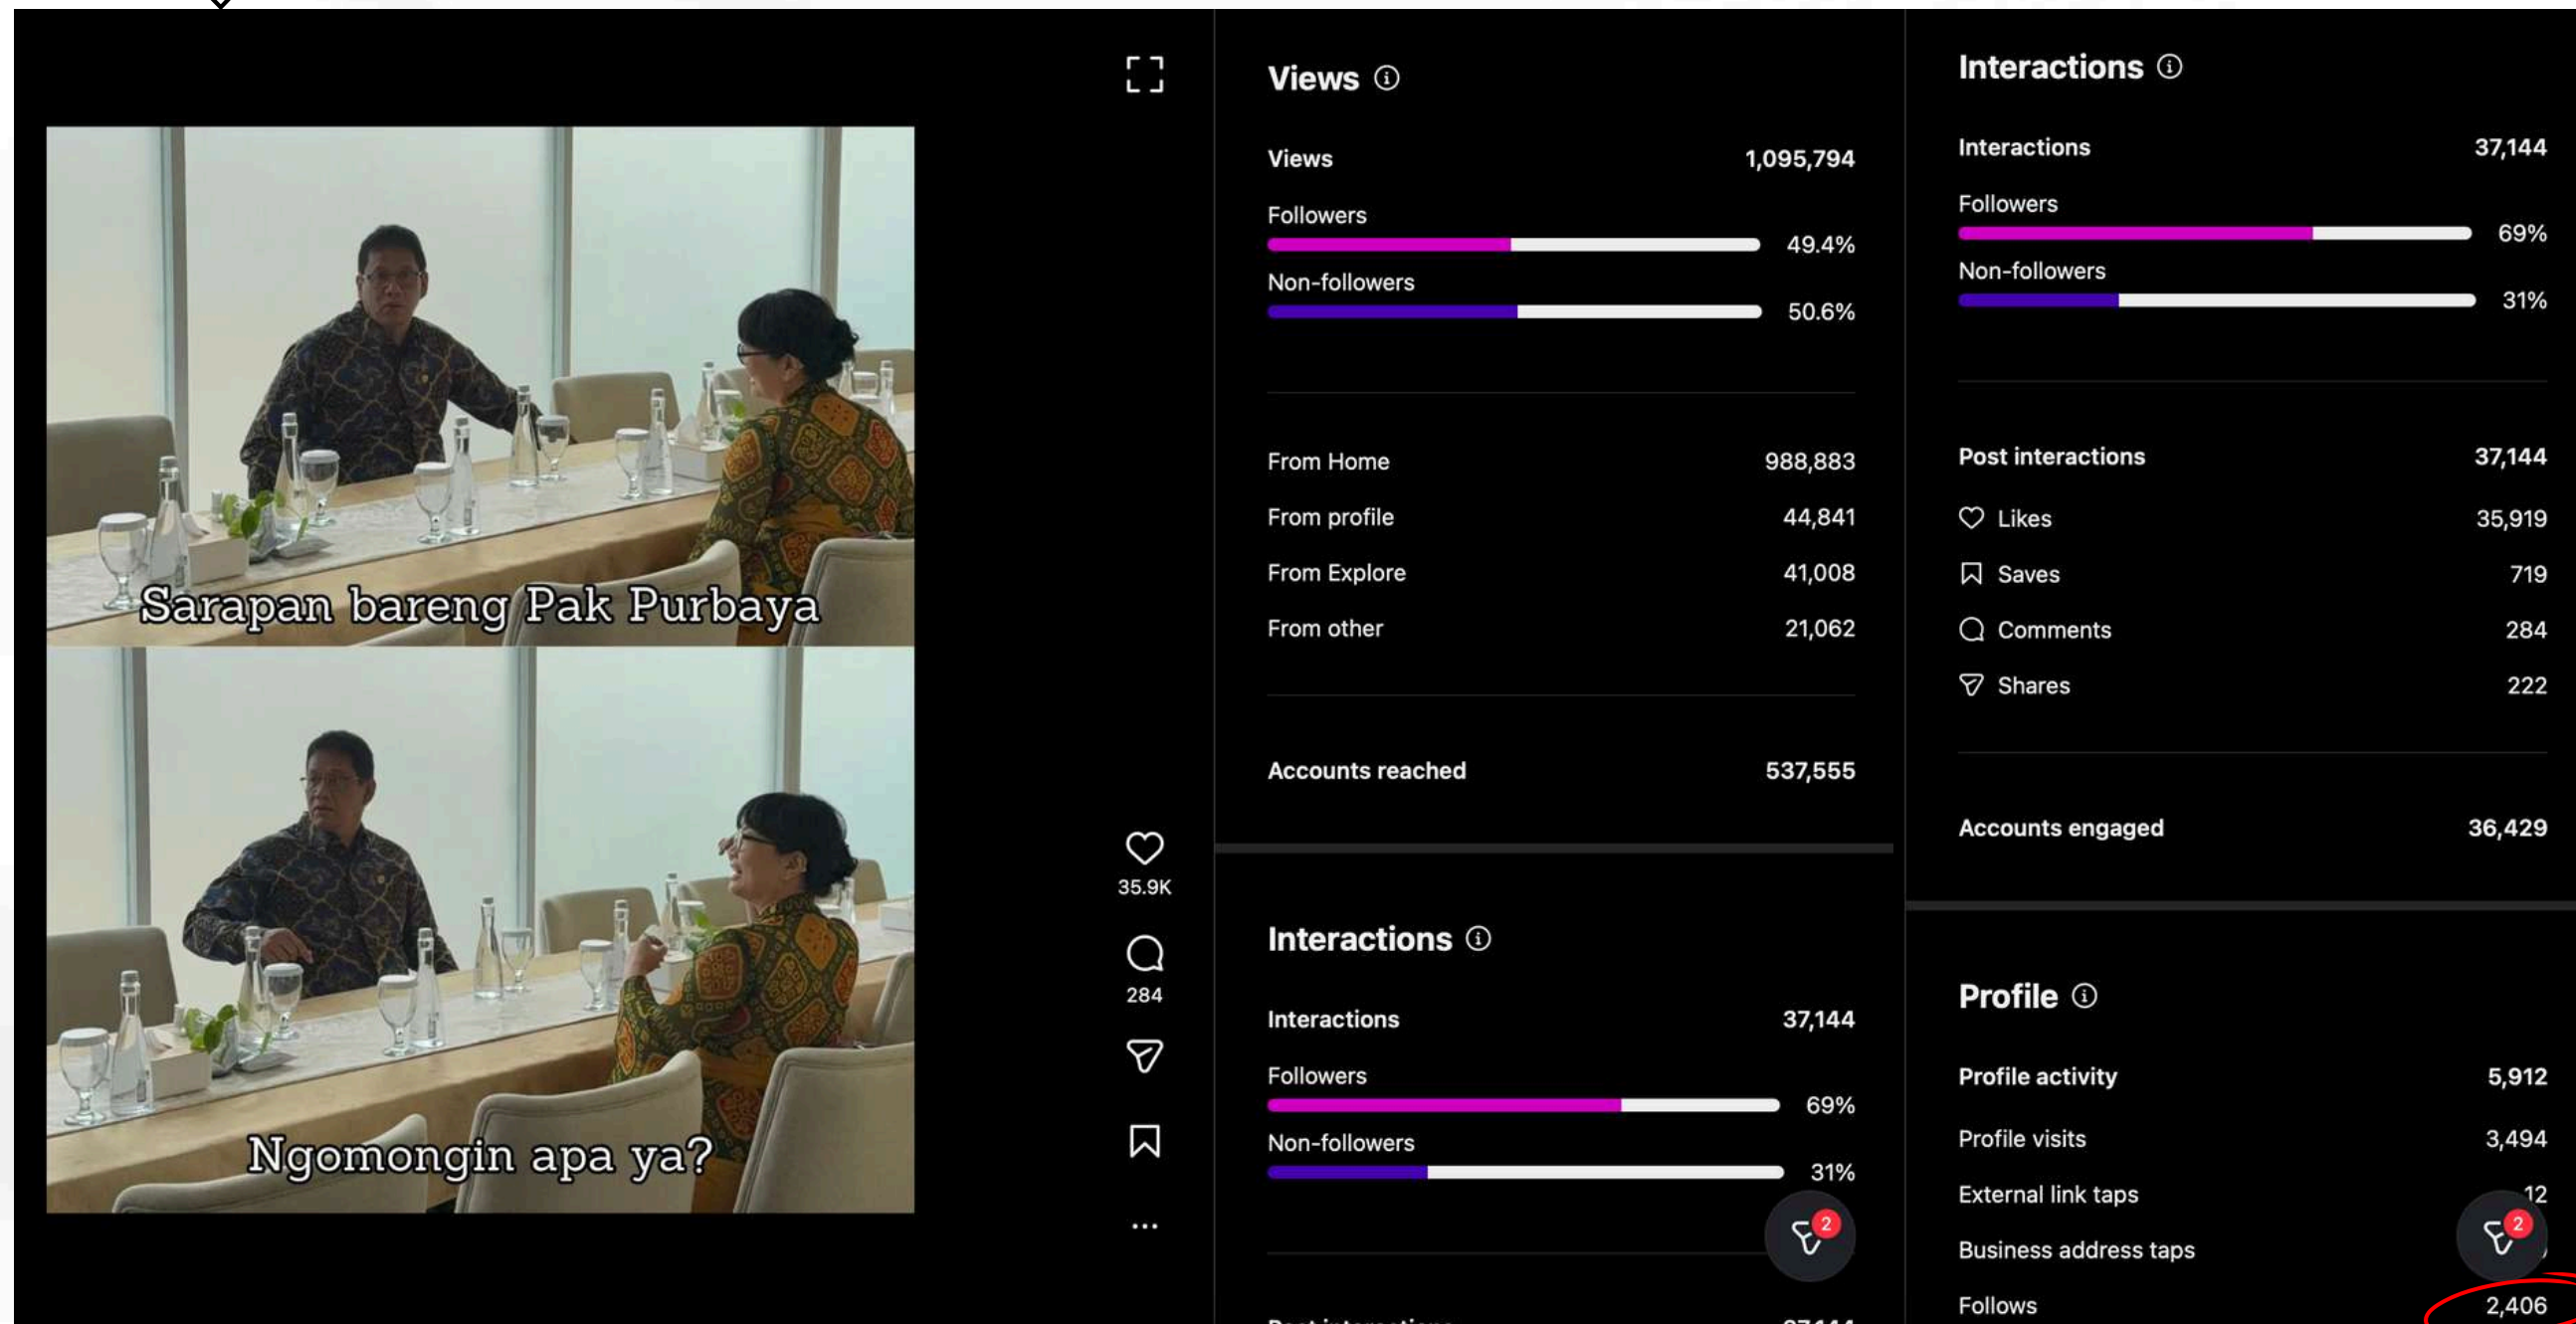 Sarapan bareng Pak Purbaya
Ngomongin apa ya?
35.9K
284
Views
Views 1,095,794
Followers
49.4%
Non-followers
50.6%
From Home 988,883
From profile 44,841
From Explore 41,008
From other 21,062
Accounts reached 537,555
Interactions
Interactions 37,144
Followers
69%
Non-followers
31%
2
Interactions
Interactions 37,144
Followers
69%
Non-followers
31%
Post interactions 37,144
Likes 35,919
Saves 719
Comments 284
Shares 222
Accounts engaged 36,429
Profile
Profile activity 5,912
Profile visits 3,494
External link taps 12
2
Business address taps
Follows 2,406